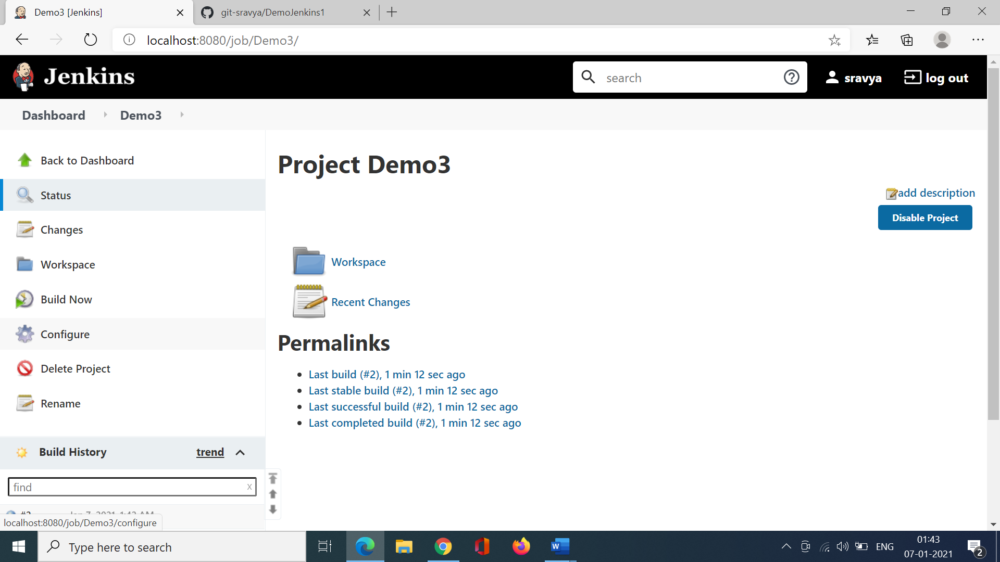 Demo3 [Jenkins]
git-sravya/DemoJenkins1
localhost:8080/job/Demo3/
Jenkins
search
sravya
log out
Dashboard
Demo3
Back to Dashboard
Status
Changes
Workspace
Build Now
Configure
Delete Project
Rename
Build History
trend
find
X
Project Demo3
add description
Disable Project
Workspace
Recent Changes
Permalinks
Last build (#2), 1 min 12 sec ago
Last stable build (#2), 1 min 12 sec ago
Last successful build (#2), 1 min 12 sec ago
Last completed build (#2), 1 min 12 sec ago
localhost:8080/job/Demo3/configure
Type here to search
W
ENG
01:43
07-01-2021
2